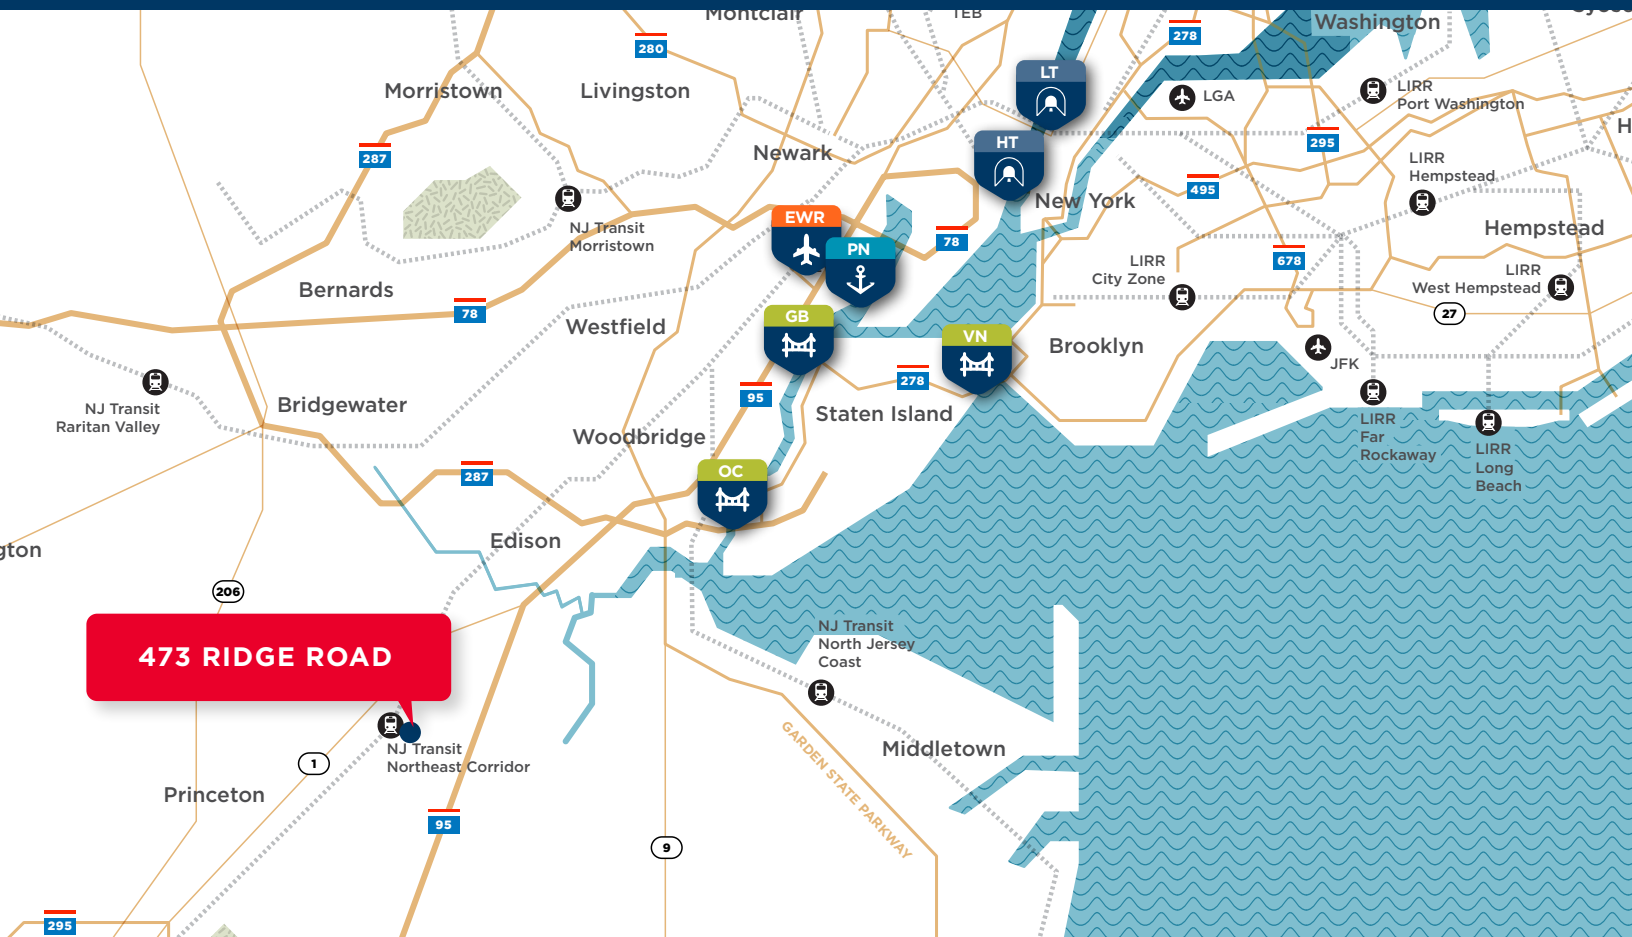 Montclair
TEB
Washington
278
280
LT
Morristown
Livingston
LGA
LIRR
Port Washington
HT
295
287
Newark
LIRR
Hempstead
495
New York
NJ Transit
Morristown
EWR
Hempstead
PN
78
678
LIRR
City Zone
LIRR
West Hempstead
Bernards
78
GB
27
Westfield
VN
Brooklyn
JFK
278
95
NJ Transit
Raritan Valley
Bridgewater
Staten Island
LIRR
Far
Rockaway
Woodbridge
LIRR
Long
Beach
287
OC
Edison
gton
206
473 RIDGE ROAD
NJ Transit
North Jersey
Coast
NJ Transit
Northeast Corridor
1
Middletown
GARDEN STATE PARKWAY
Princeton
95
9
295